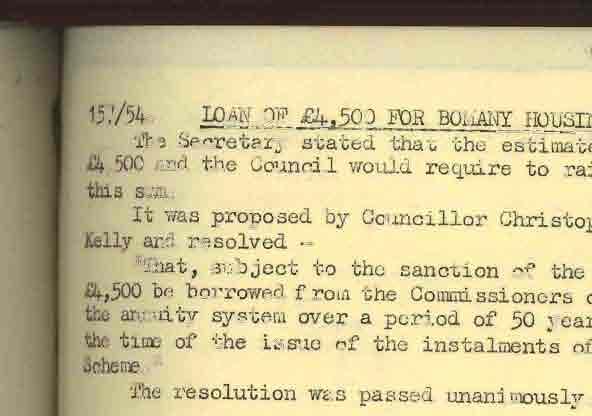 15./54. LOAN OF £4,500 FOR BOMANY HOUSIN
The Secretary stated that the estimate
£4 500 and the Council would require to rai
this sum.
It was proposed by Councillor Christop
Kelly and resolved -
"That, subject to the sanction of the
£4,500 be borrowed from the Commissioners o
the annuity system over a period of 50 year
the time of the issue of the instalments of
Scheme."
The resolution was passed unanimously